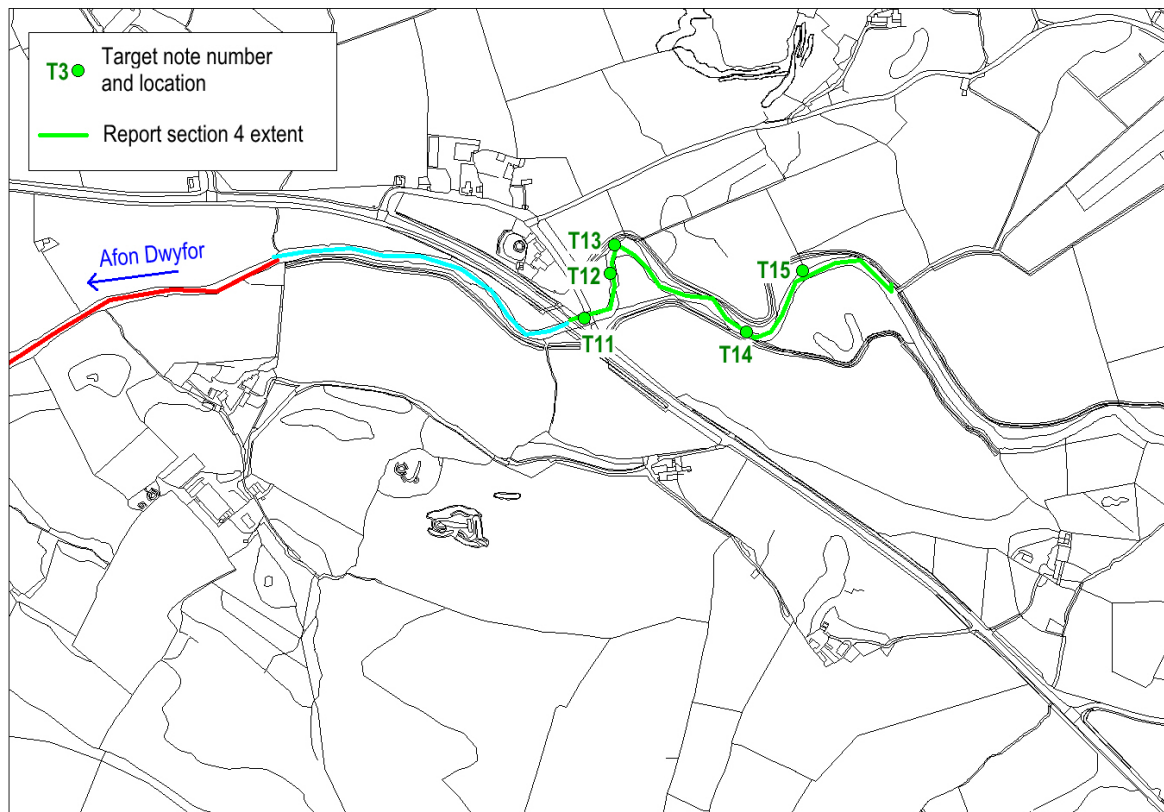 T3
Target note number
and location
Report section 4 extent
Afon Dwyfor
T13
T12
T15
T11
T14